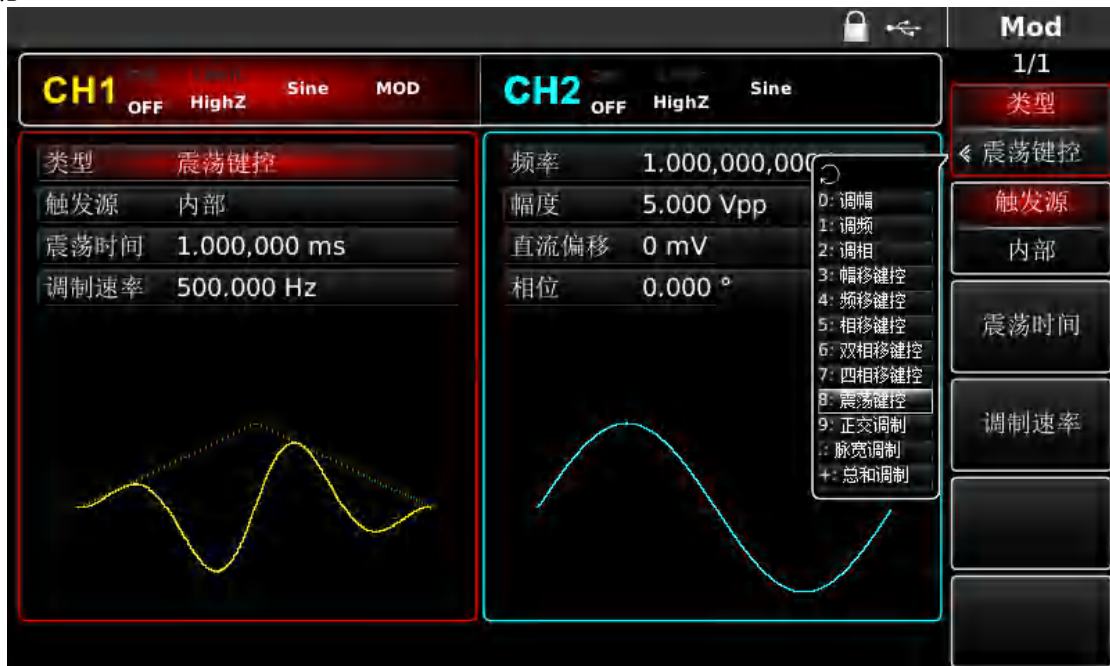 Mod
1/1
CH1 OFF HighZ Sine MOD
CH2 OFF HighZ Sine
类型
震荡键控
类型 震荡键控
触发源 内部
震荡时间 1.000,000 ms
调制速率 500.000 Hz
频率 1.000,000,000
幅度 5.000 Vpp
直流偏移 0 mV
相位 0.000 °
0: 调幅
1: 调频
2: 调相
3: 幅移键控
4: 频移键控
5: 相移键控
6: 双相移键控
7: 四相移键控
8: 震荡键控
9: 正交调制
.: 脉宽调制
+: 总和调制
触发源
内部
震荡时间
调制速率